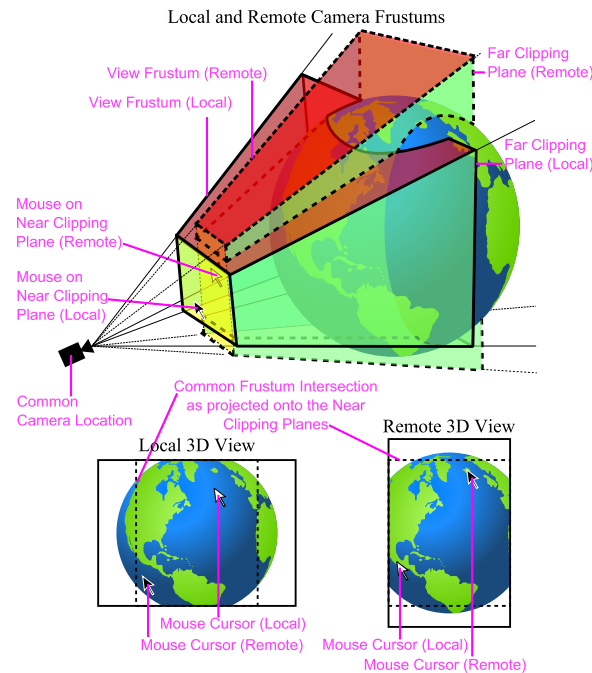 Local and Remote Camera Frustums
View Frustum (Remote)
View Frustum (Local)
Far Clipping
Plane (Remote)
Far Clipping
Plane (Local)
Mouse on
Near Clipping
Plane (Remote)
Mouse on
Near Clipping
Plane (Local)
Common
Camera Location
Common Frustum Intersection
as projected onto the Near
Clipping Planes
Local 3D View
Remote 3D View
Mouse Cursor (Local)
Mouse Cursor (Remote)
Mouse Cursor (Local)
Mouse Cursor (Remote)